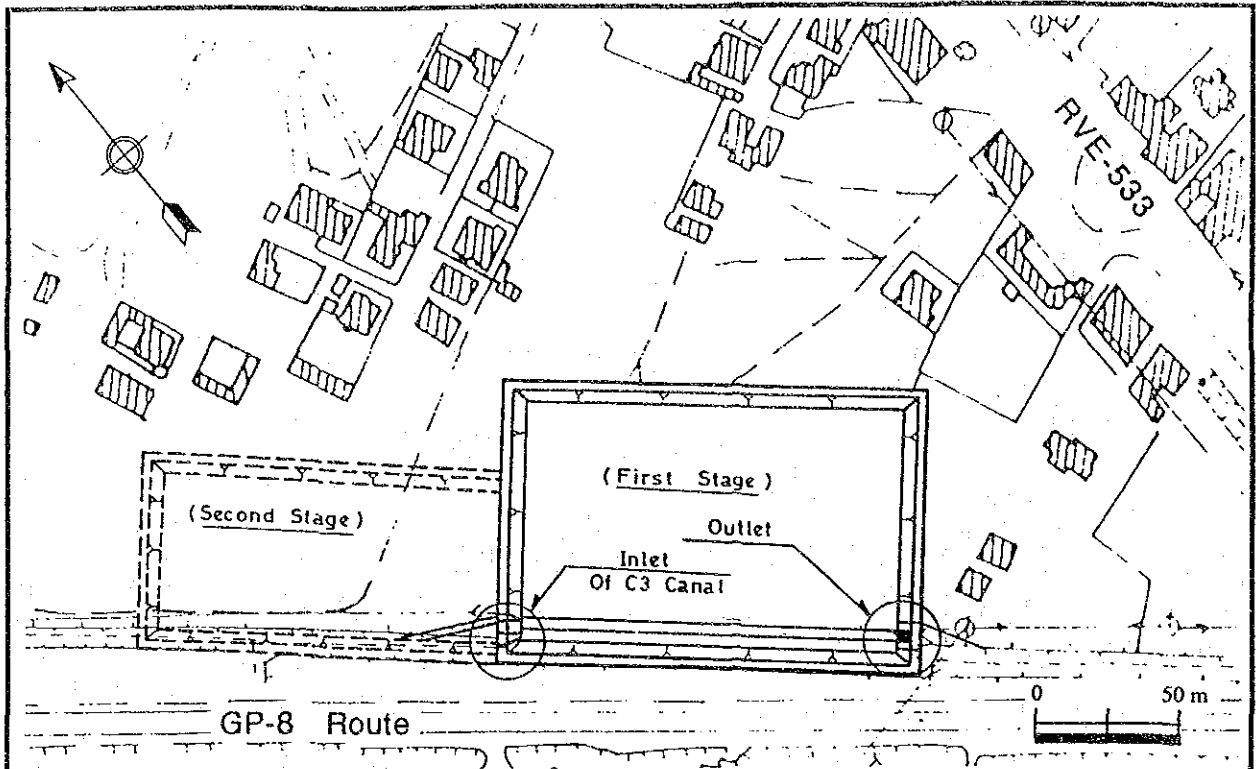 RVE-533
(First Stage)
(Second Stage)
Outlet
Inlet
Of C3 Canal
0 50 m
GP-8 Route